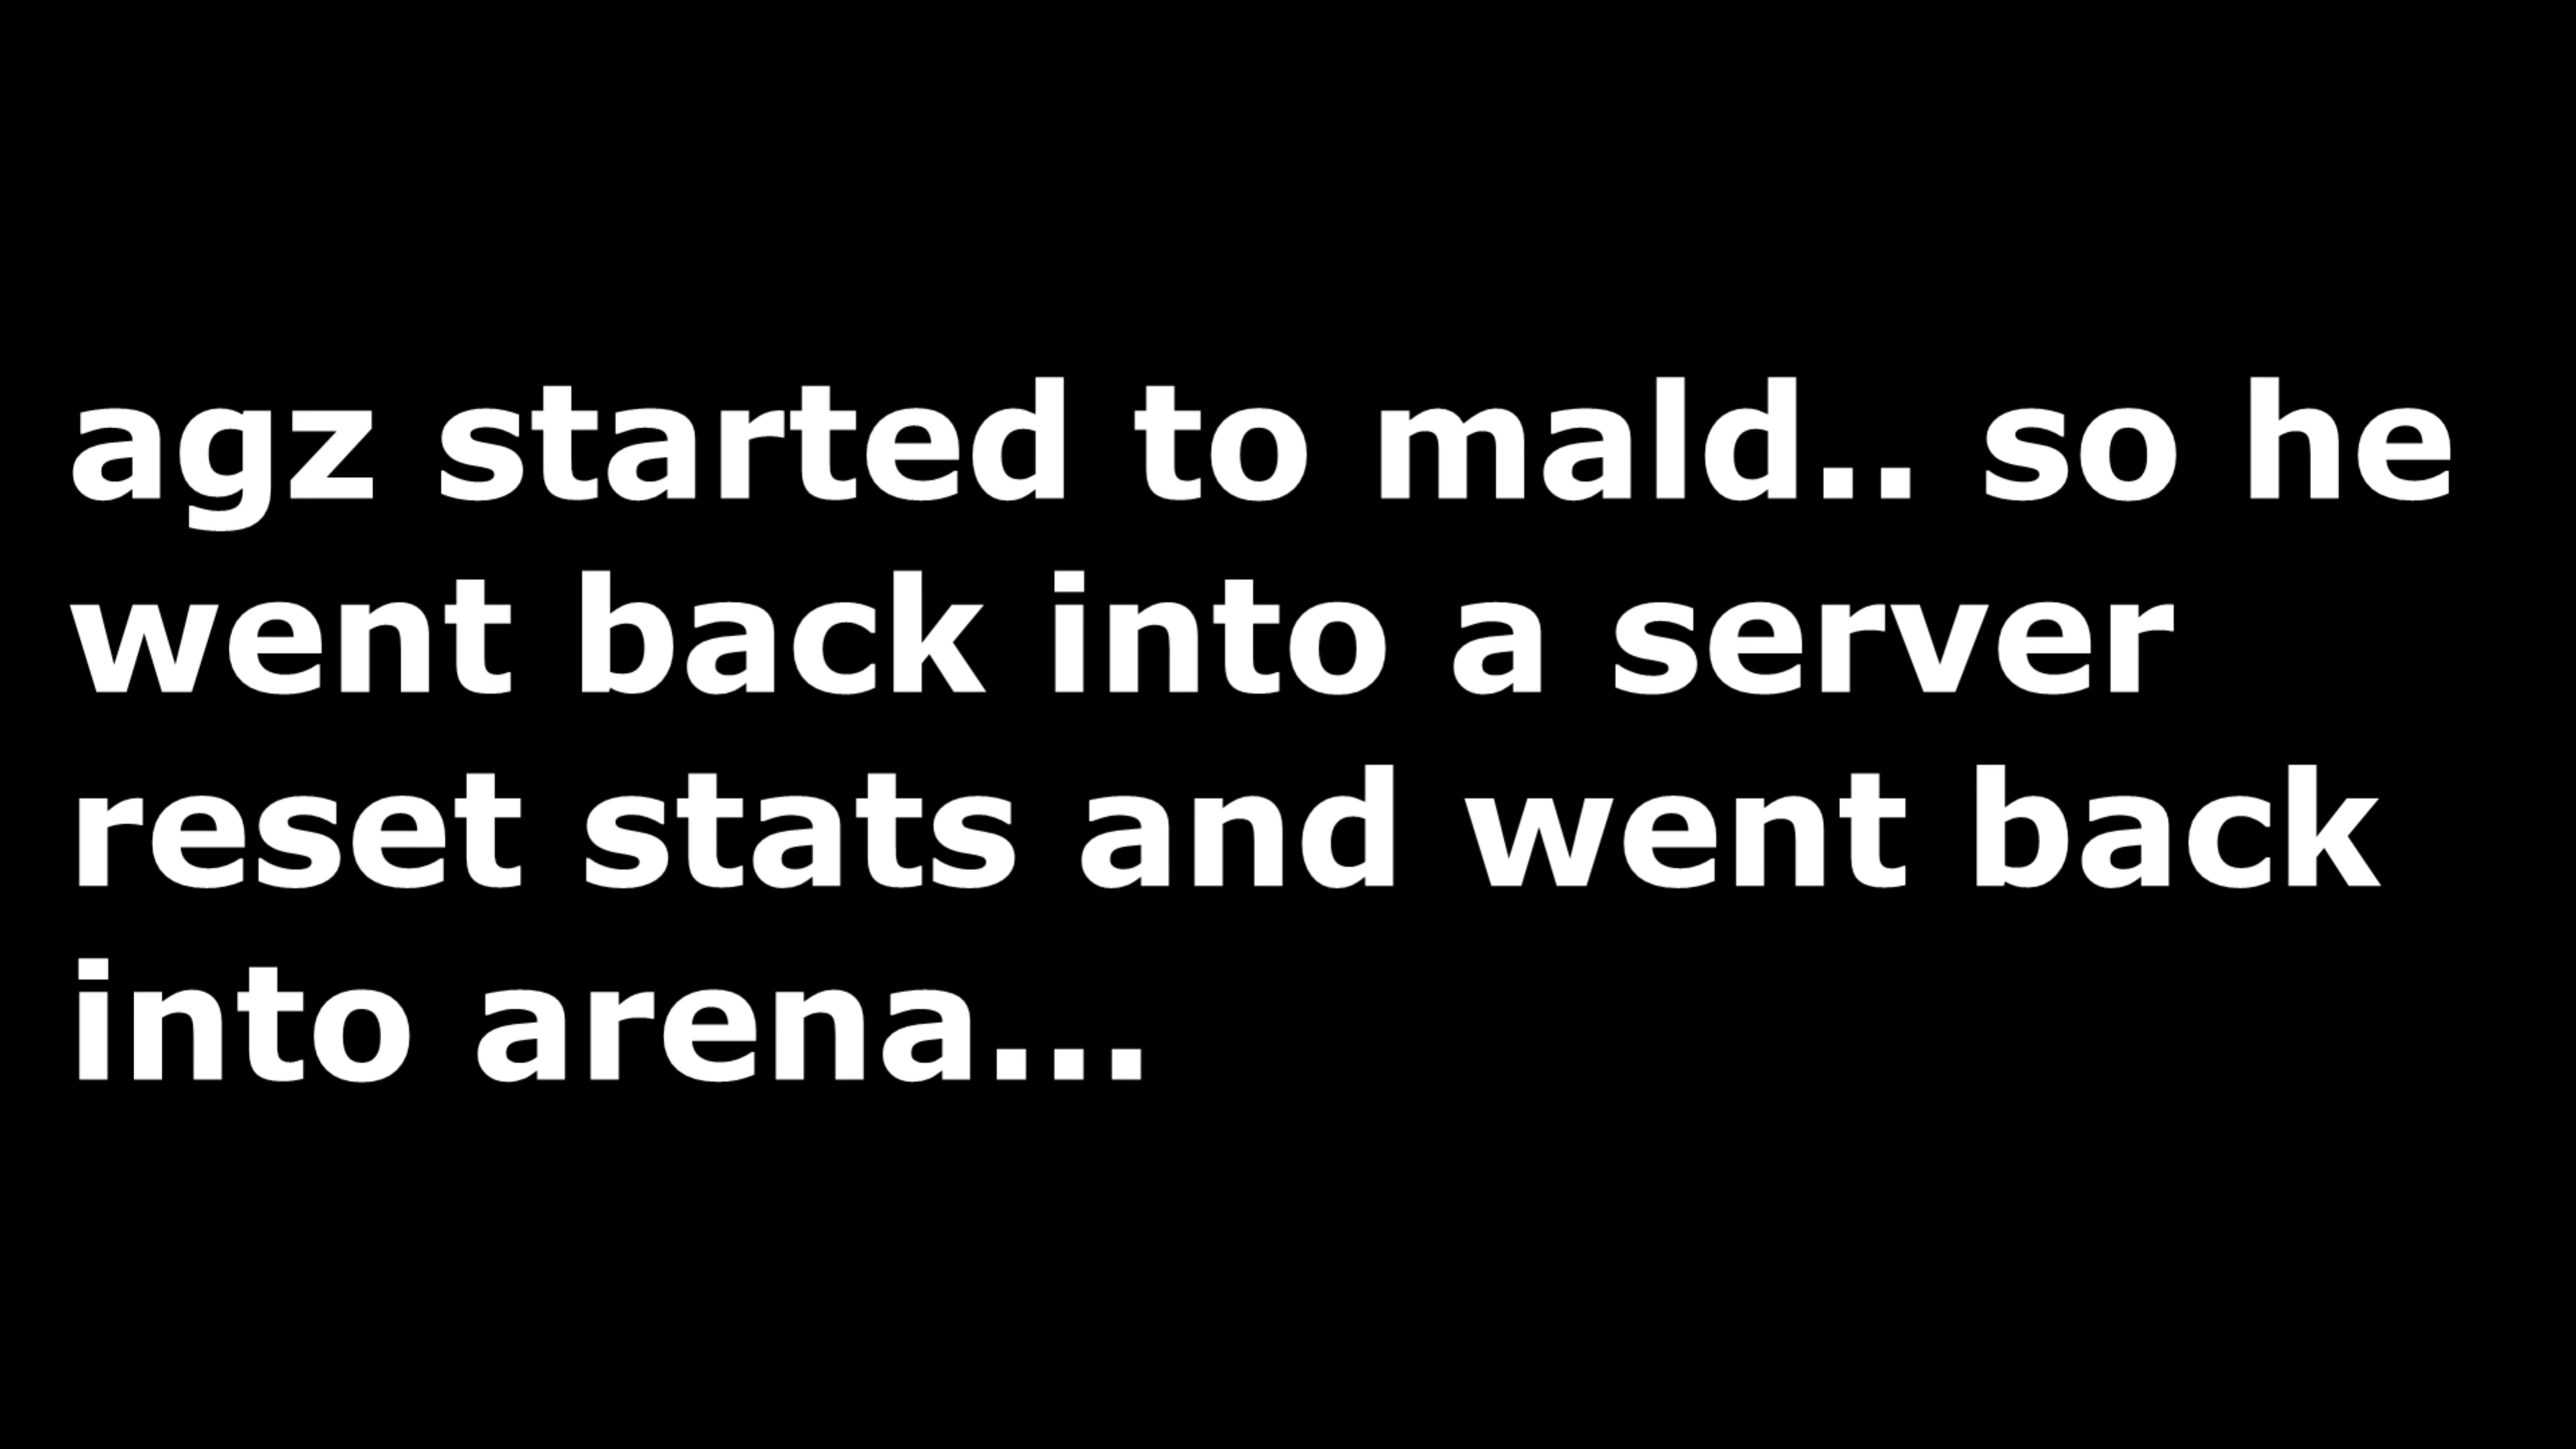 agz started to mald.. so he
went back into a server
reset stats and went back
into arena...